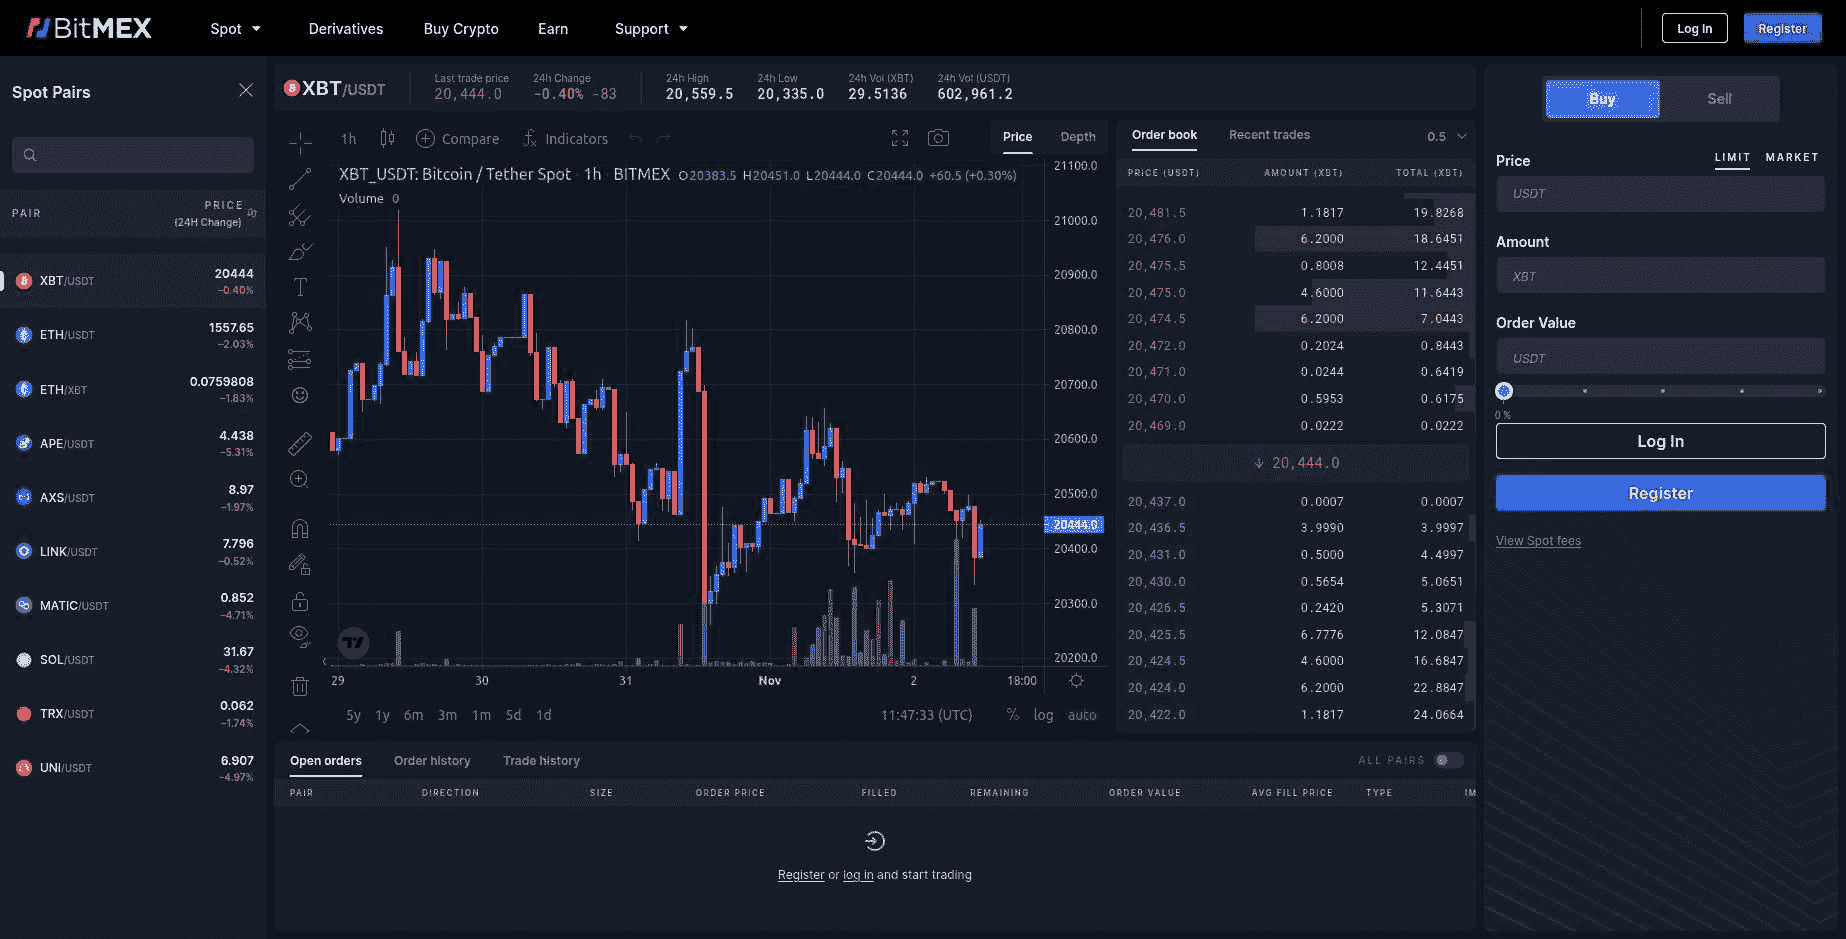 BitMEX
Spot
Derivatives
Buy Crypto
Earn
Support
Log In
Register
Spot Pairs
PAIR
PRICE
(24H Change)
XBT/USDT
20444
−0.40%
ETH/USDT
1557.65
−2.03%
ETH/XBT
0.0759808
−1.83%
APE/USDT
4.438
−5.31%
AXS/USDT
8.97
−1.97%
LINK/USDT
7.796
−0.52%
MATIC/USDT
0.852
−4.71%
SOL/USDT
31.67
−4.32%
TRX/USDT
0.062
−1.74%
UNI/USDT
6.907
−4.97%
XBT/USDT
Last trade price
20,444.0
24h Change
-0.40% -83
24h High
20,559.5
24h Low
20,335.0
24h Vol (XBT)
29.5136
24h Vol (USDT)
602,961.2
1h
Compare
Indicators
Price
Depth
XBT_USDT: Bitcoin / Tether Spot · 1h · BITMEX O20383.5 H20451.0 L20444.0 C20444.0 +60.5 (+0.30%)
Volume 0
21100.0
21000.0
20900.0
20800.0
20700.0
20600.0
20500.0
20444.0
20400.0
20300.0
20200.0
29 30 31 Nov 2 18:00
5y 1y 6m 3m 1m 5d 1d
11:47:33 (UTC)
% log auto
Order book
Recent trades
0.5
PRICE (USDT) AMOUNT (XBT) TOTAL (XBT)
20,481.5 1.1817 19.8268
20,476.0 6.2000 18.6451
20,475.5 0.8008 12.4451
20,475.0 4.6000 11.6443
20,474.5 6.2000 7.0443
20,472.0 0.2024 0.8443
20,471.0 0.0244 0.6419
20,470.0 0.5953 0.6175
20,469.0 0.0222 0.0222
↓ 20,444.0
20,437.0 0.0007 0.0007
20,436.5 3.9990 3.9997
20,431.0 0.5000 4.4997
20,430.0 0.5654 5.0651
20,426.5 0.2420 5.3071
20,425.5 6.7776 12.0847
20,424.5 4.6000 16.6847
20,424.0 6.2000 22.8847
20,422.0 1.1817 24.0664
Open orders
Order history
Trade history
ALL PAIRS
PAIR DIRECTION SIZE ORDER PRICE FILLED REMAINING ORDER VALUE AVG FILL PRICE TYPE IM
Register or log in and start trading
Buy
Sell
Price
LIMIT MARKET
USDT
Amount
XBT
Order Value
USDT
0%
Log In
Register
View Spot fees